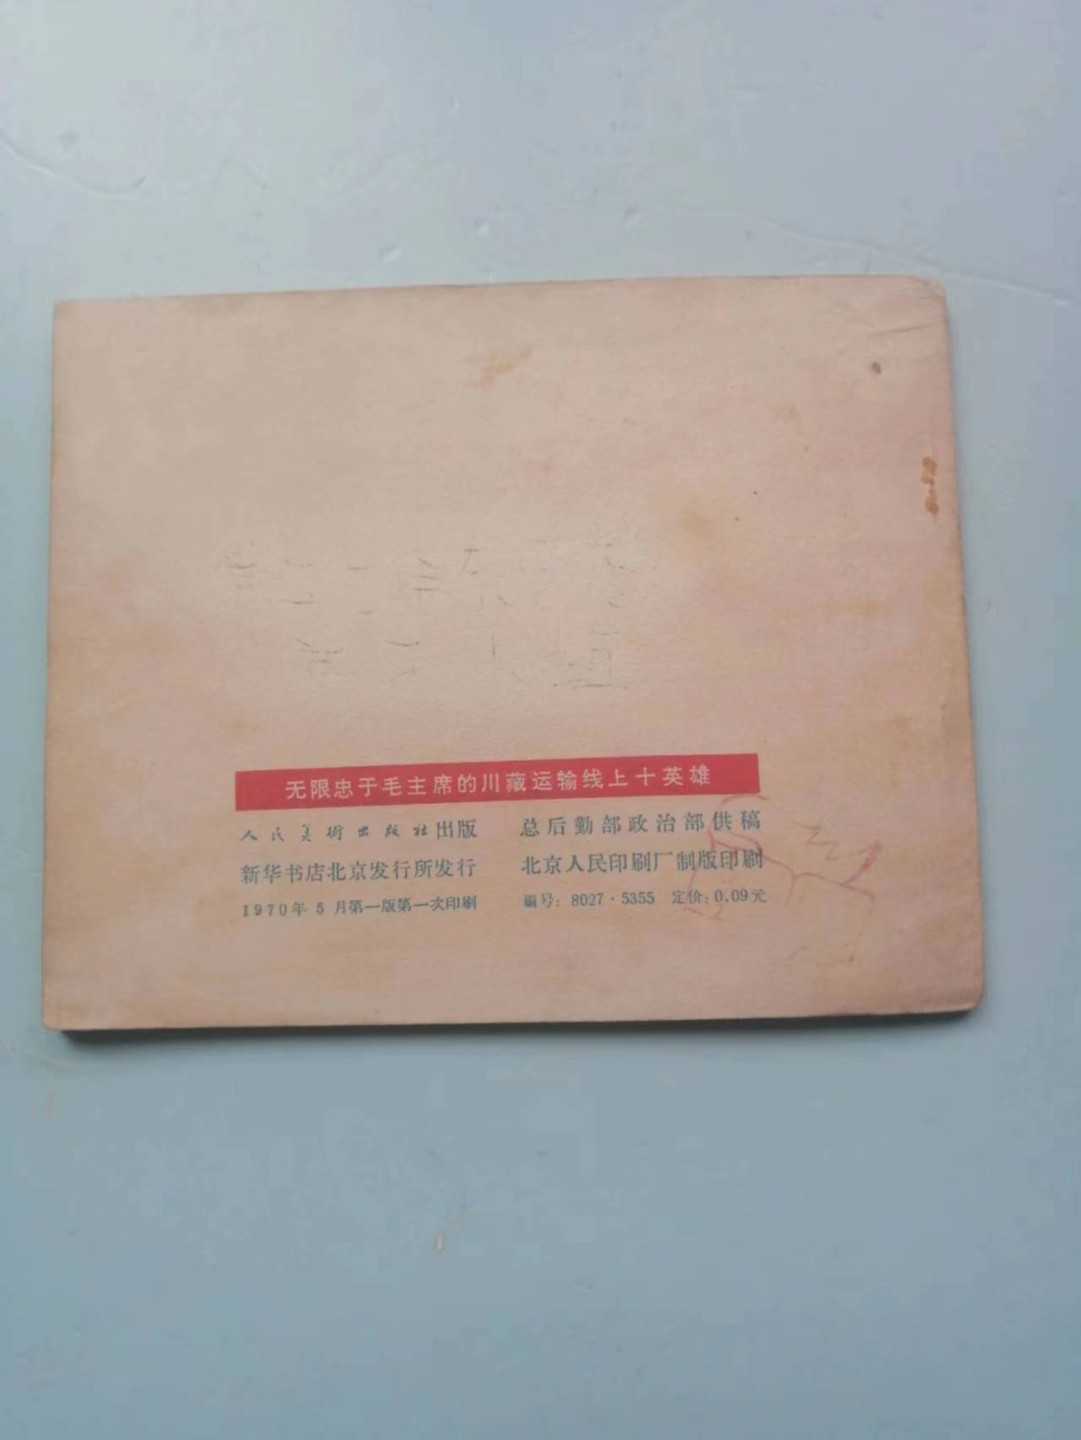 无限忠于毛主席的川藏运输线上十英雄
人民美術出版社出版
总后勤部政治部供稿
新华书店北京发行所发行
北京人民印刷厂制版印刷
1970年5月第一版第一次印刷
编号：8027·5355 定价：0.09元